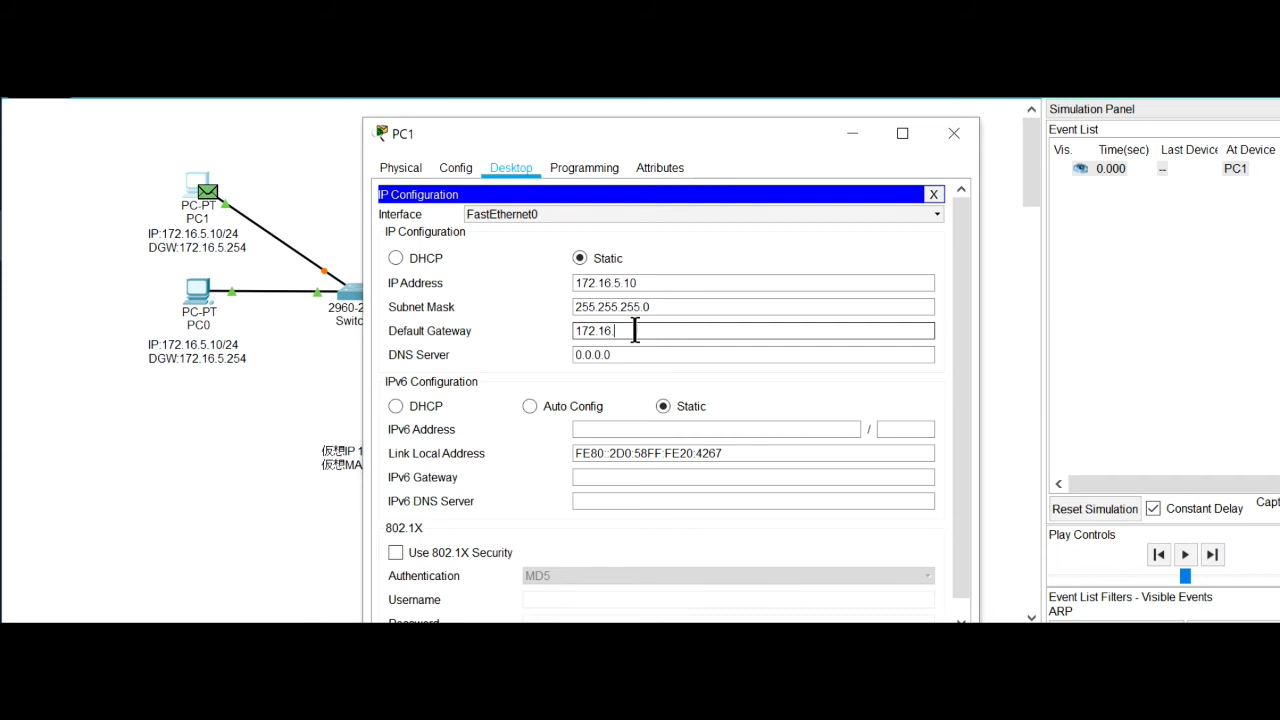 Simulation Panel
Event List
Vis. Time(sec) Last Device At Device
0.000 -- PC1
PC1
Physical Config Desktop Programming Attributes
IP Configuration X
Interface FastEthernet0
IP Configuration
DHCP Static
IP Address 172.16.5.10
Subnet Mask 255.255.255.0
Default Gateway 172.16.
DNS Server 0.0.0.0
IPv6 Configuration
DHCP Auto Config Static
IPv6 Address /
Link Local Address FE80::2D0:58FF:FE20:4267
IPv6 Gateway
IPv6 DNS Server
802.1X
Use 802.1X Security
Authentication MD5
Username
PC-PT
PC1
IP:172.16.5.10/24
DGW:172.16.5.254
PC-PT
PC0
IP:172.16.5.10/24
DGW:172.16.5.254
2960-2
Switc
仮想IP 1
仮想MA
Reset Simulation Constant Delay Capt
Play Controls
Event List Filters - Visible Events
ARP